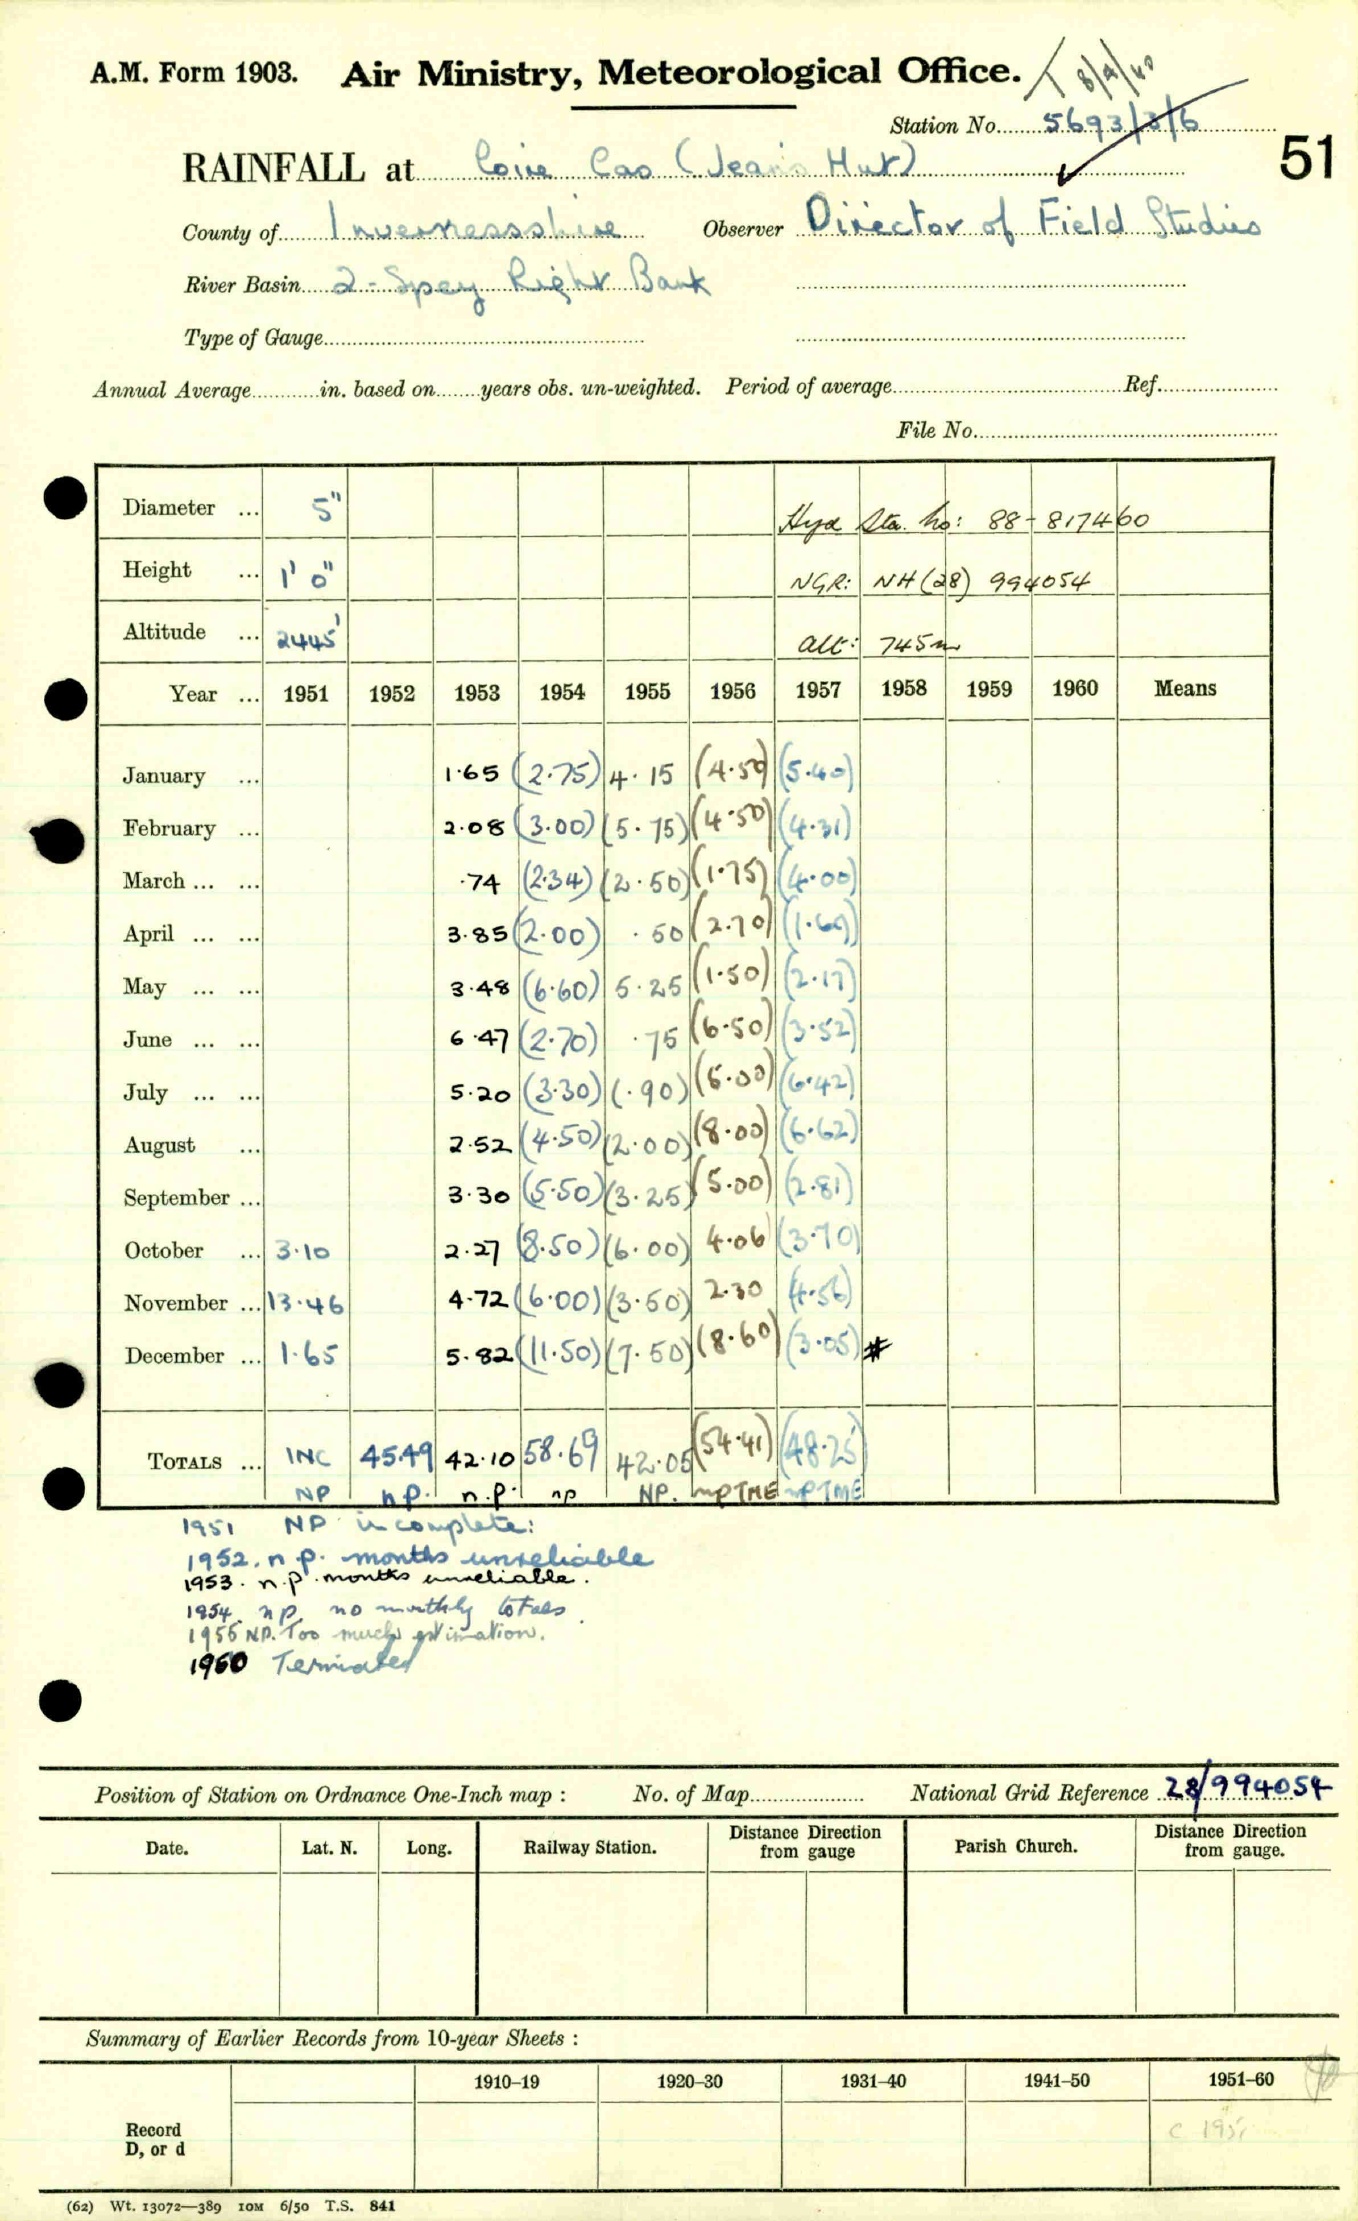 A.M. Form 1903. Air Ministry, Meteorological Office. T 8/9/60
Station No. 5693/3/6
51
RAINFALL at Coire Cas (Jean's Hut)
County of Invernessshire Observer Director of Field Studies
River Basin 2 - Spey Right Bank
Type of Gauge
Annual Average in. based on years obs. un-weighted. Period of average Ref.
File No.
Diameter ... 5" Hyd Sta. No: 88-817460
Height ... 1' 0" NGR: NH (28) 994054
Altitude ... 2445' alt: 745m
Year ... 1951 1952 1953 1954 1955 1956 1957 1958 1959 1960 Means
January ... 1.65 (2.75) 4.15 (4.50) (5.40)
February ... 2.08 (3.00) (5.75) (4.50) (4.31)
March ... ... .74 (2.34) (2.50) (1.75) (4.00)
April ... ... 3.85 (2.00) .50 (2.70) (1.69)
May ... ... 3.48 (6.60) 5.25 (1.50) (2.17)
June ... ... 6.47 (2.70) .75 (6.50) (3.52)
July ... ... 5.20 (3.30) (.90) (5.00) (6.42)
August ... 2.52 (4.50) (2.00) (8.00) (6.62)
September ... 3.30 (5.50) (3.25) (5.00) (2.81)
October ... 3.10 2.27 (8.50) (6.00) 4.06 (3.70)
November ... 13.46 4.72 (6.00) (3.50) 2.30 (4.56)
December ... 1.65 5.82 (11.50) (7.50) (8.60) (3.05) #
TOTALS ... INC 45.49 42.10 58.69 42.05 (54.41) (48.25)
NP n.p. n.p. np NP. npTME npTME
1951 NP incomplete:
1952. n.p. months unreliable
1953. n.p. months unreliable.
1954. np. no monthly totals.
1955 NP. Too much estimation.
1960 Terminated
Position of Station on Ordnance One-Inch map : No. of Map National Grid Reference 28/994054
Date. Lat. N. Long. Railway Station. Distance from Direction gauge Parish Church. Distance from Direction gauge.
Summary of Earlier Records from 10-year Sheets :
1910–19 1920–30 1931–40 1941–50 1951–60
Record D, or d c 1951
(62) Wt. 13072—389 10M 6/50 T.S. 841